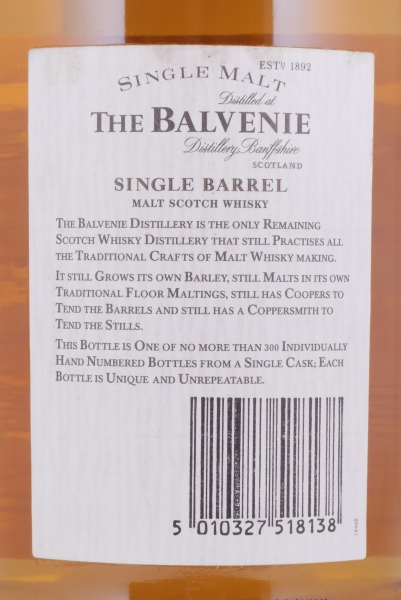 ESTD 1892
SINGLE MALT
Distilled at
THE BALVENIE
Distillery, Banffshire
SCOTLAND
SINGLE BARREL
MALT SCOTCH WHISKY
THE BALVENIE DISTILLERY IS THE ONLY REMAINING
SCOTCH WHISKY DISTILLERY THAT STILL PRACTISES ALL
THE TRADITIONAL CRAFTS OF MALT WHISKY MAKING.
IT STILL GROWS ITS OWN BARLEY, STILL MALTS IN ITS OWN
TRADITIONAL FLOOR MALTINGS, STILL HAS COOPERS TO
TEND THE BARRELS AND STILL HAS A COPPERSMITH TO
TEND THE STILLS.
THIS BOTTLE IS ONE OF NO MORE THAN 300 INDIVIDUALLY
HAND NUMBERED BOTTLES FROM A SINGLE CASK; EACH
BOTTLE IS UNIQUE AND UNREPEATABLE.
5 010327 518138